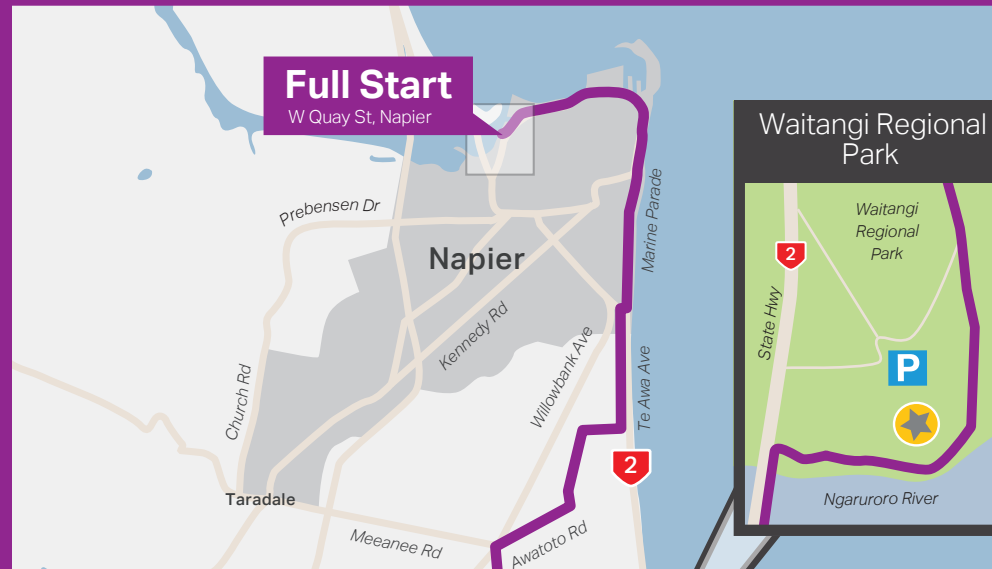 Full Start
W Quay St, Napier
Waitangi Regional
Park
Prebensen Dr
Marine Parade
Waitangi
Regional
Park
2
State Hwy
Napier
Kennedy Rd
Willowbank Ave
Te Awa Ave
Church Rd
P
2
Taradale
Ngaruroro River
Meeanee Rd
Awatoto Rd